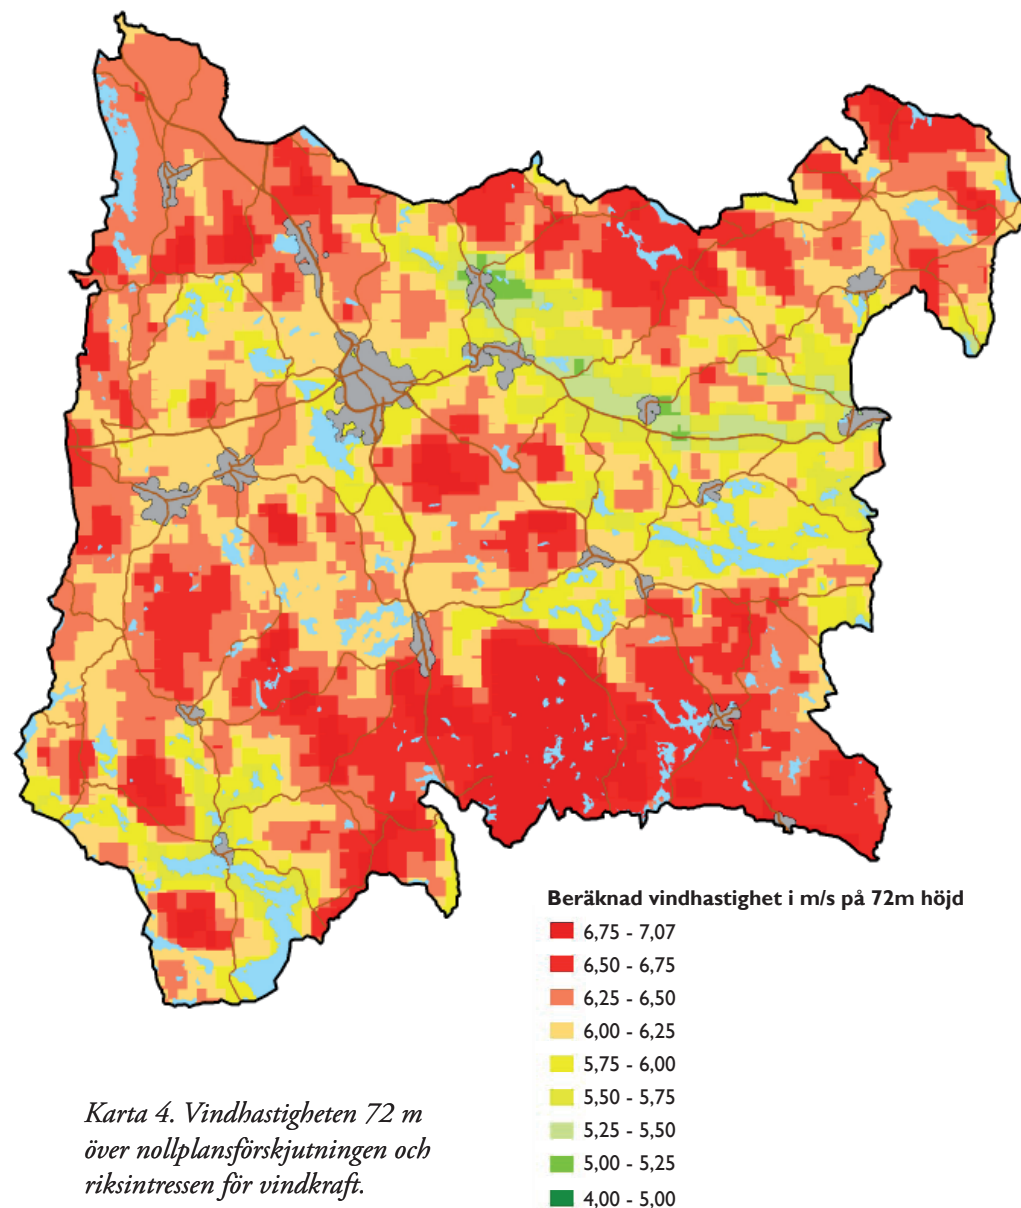 Beräknad vindhastighet i m/s på 72m höjd
6,75 - 7,07
6,50 - 6,75
6,25 - 6,50
6,00 - 6,25
5,75 - 6,00
5,50 - 5,75
5,25 - 5,50
5,00 - 5,25
4,00 - 5,00
Karta 4. Vindhastigheten 72 m
över nollplansförskjutningen och
riksintressen för vindkraft.